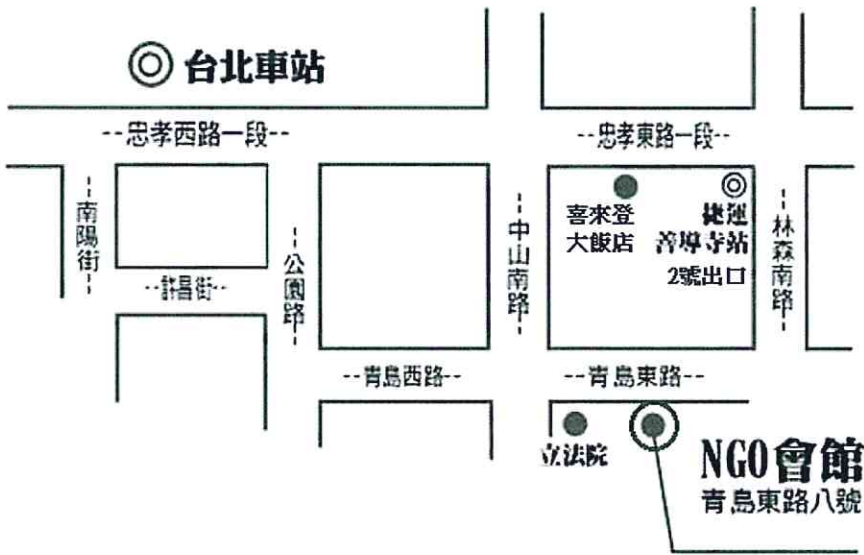 台北車站
--忠孝西路一段--
--忠孝東路一段--
--南陽街--
--許昌街--
--公園路--
--中山南路--
喜來登
大飯店
捷運
善導寺站
2號出口
--林森南路--
--青島西路--
--青島東路--
立法院
NGO會館
青島東路八號